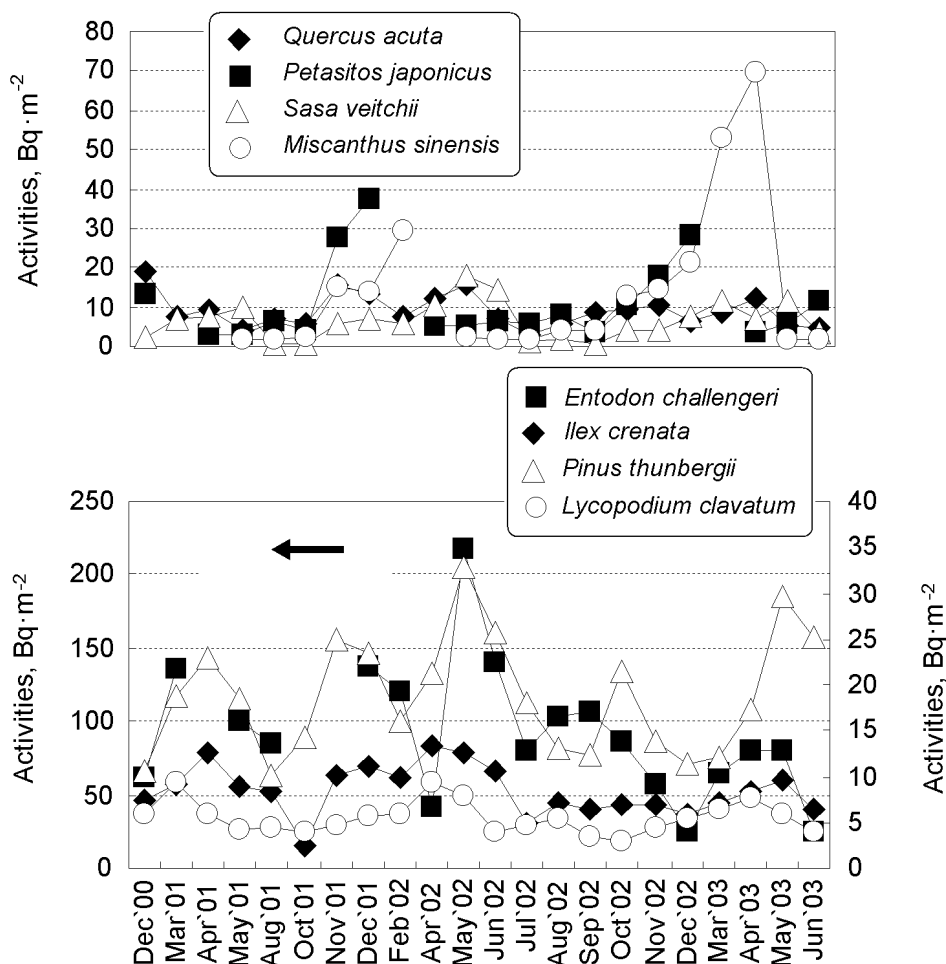 80
70
60
50
40
30
20
10
0
Activities, Bq·m-2
Quercus acuta
Petasitos japonicus
Sasa veitchii
Miscanthus sinensis
Entodon challengeri
Ilex crenata
Pinus thunbergii
Lycopodium clavatum
250
200
150
100
50
0
Activities, Bq·m-2
40
35
30
25
20
15
10
5
0
Activities, Bq·m-2
Dec`00
Mar`01
Apr`01
May`01
Aug`01
Oct`01
Nov`01
Dec`01
Feb`02
Apr`02
May`02
Jun`02
Jul`02
Aug`02
Sep`02
Oct`02
Nov`02
Dec`02
Mar`03
Apr`03
May`03
Jun`03